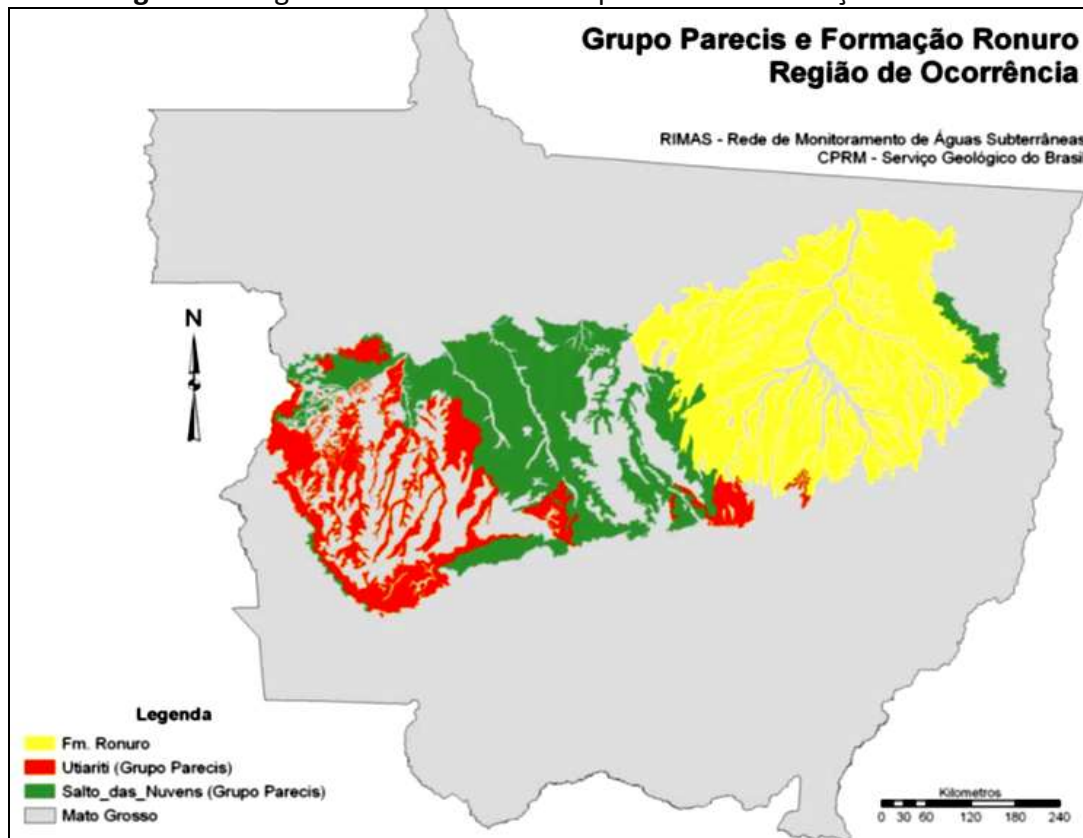 Grupo Parecis e Formação Ronuro
Região de Ocorrência
RIMAS - Rede de Monitoramento de Águas Subterrâneas
CPRM - Serviço Geológico do Brasil
N
Legenda
Fm. Ronuro
Utiariti (Grupo Parecis)
Salto_das_Nuvens (Grupo Parecis)
Mato Grosso
Kilometros
0 30 60 120 180 240